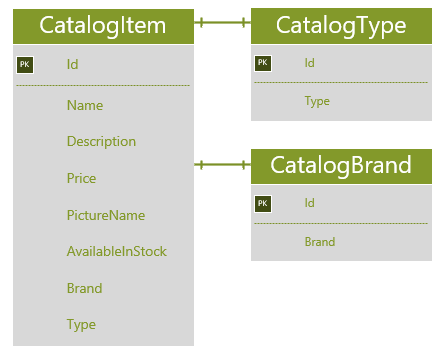 CatalogItem
PK Id
Name
Description
Price
PictureName
AvailableInStock
Brand
Type
CatalogType
PK Id
Type
CatalogBrand
PK Id
Brand